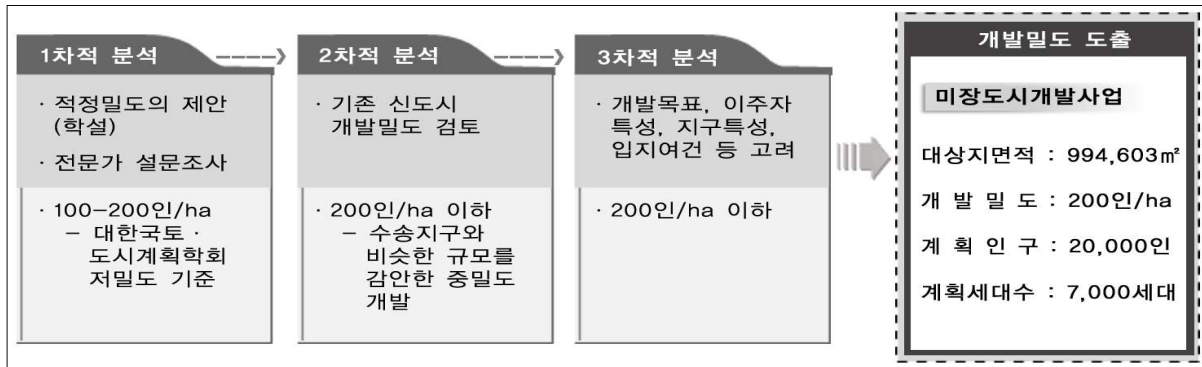 1차적 분석
· 적정밀도의 제안
(학설)
· 전문가 설문조사
· 100-200인/ha
- 대한국토 ·
도시계획학회
저밀도 기준
2차적 분석
· 기존 신도시
개발밀도 검토
· 200인/ha 이하
- 수송지구와
비슷한 규모를
감안한 중밀도
개발
3차적 분석
· 개발목표, 이주자
특성, 지구특성,
입지여건 등 고려
· 200인/ha 이하
개발밀도 도출
미장도시개발사업
대상지면적 : 994,603㎡
개 발 밀 도 : 200인/ha
계 획 인 구 : 20,000인
계획세대수 : 7,000세대